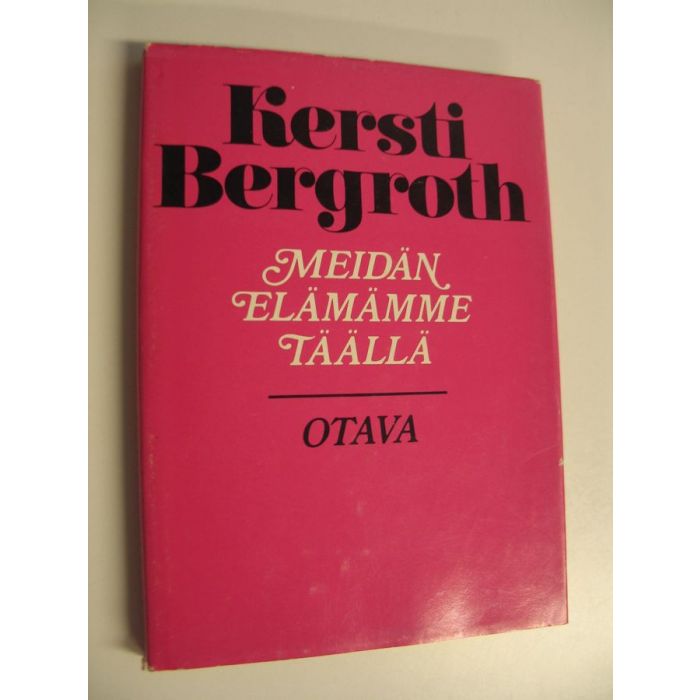 Kersti
Bergroth
MEIDÄN
ELÄMÄMME
TÄÄLLÄ
OTAVA